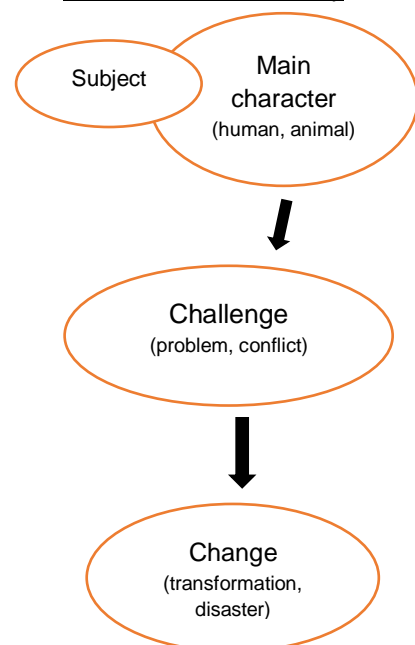 Subject
Main
character
(human, animal)
Challenge
(problem, conflict)
Change
(transformation,
disaster)